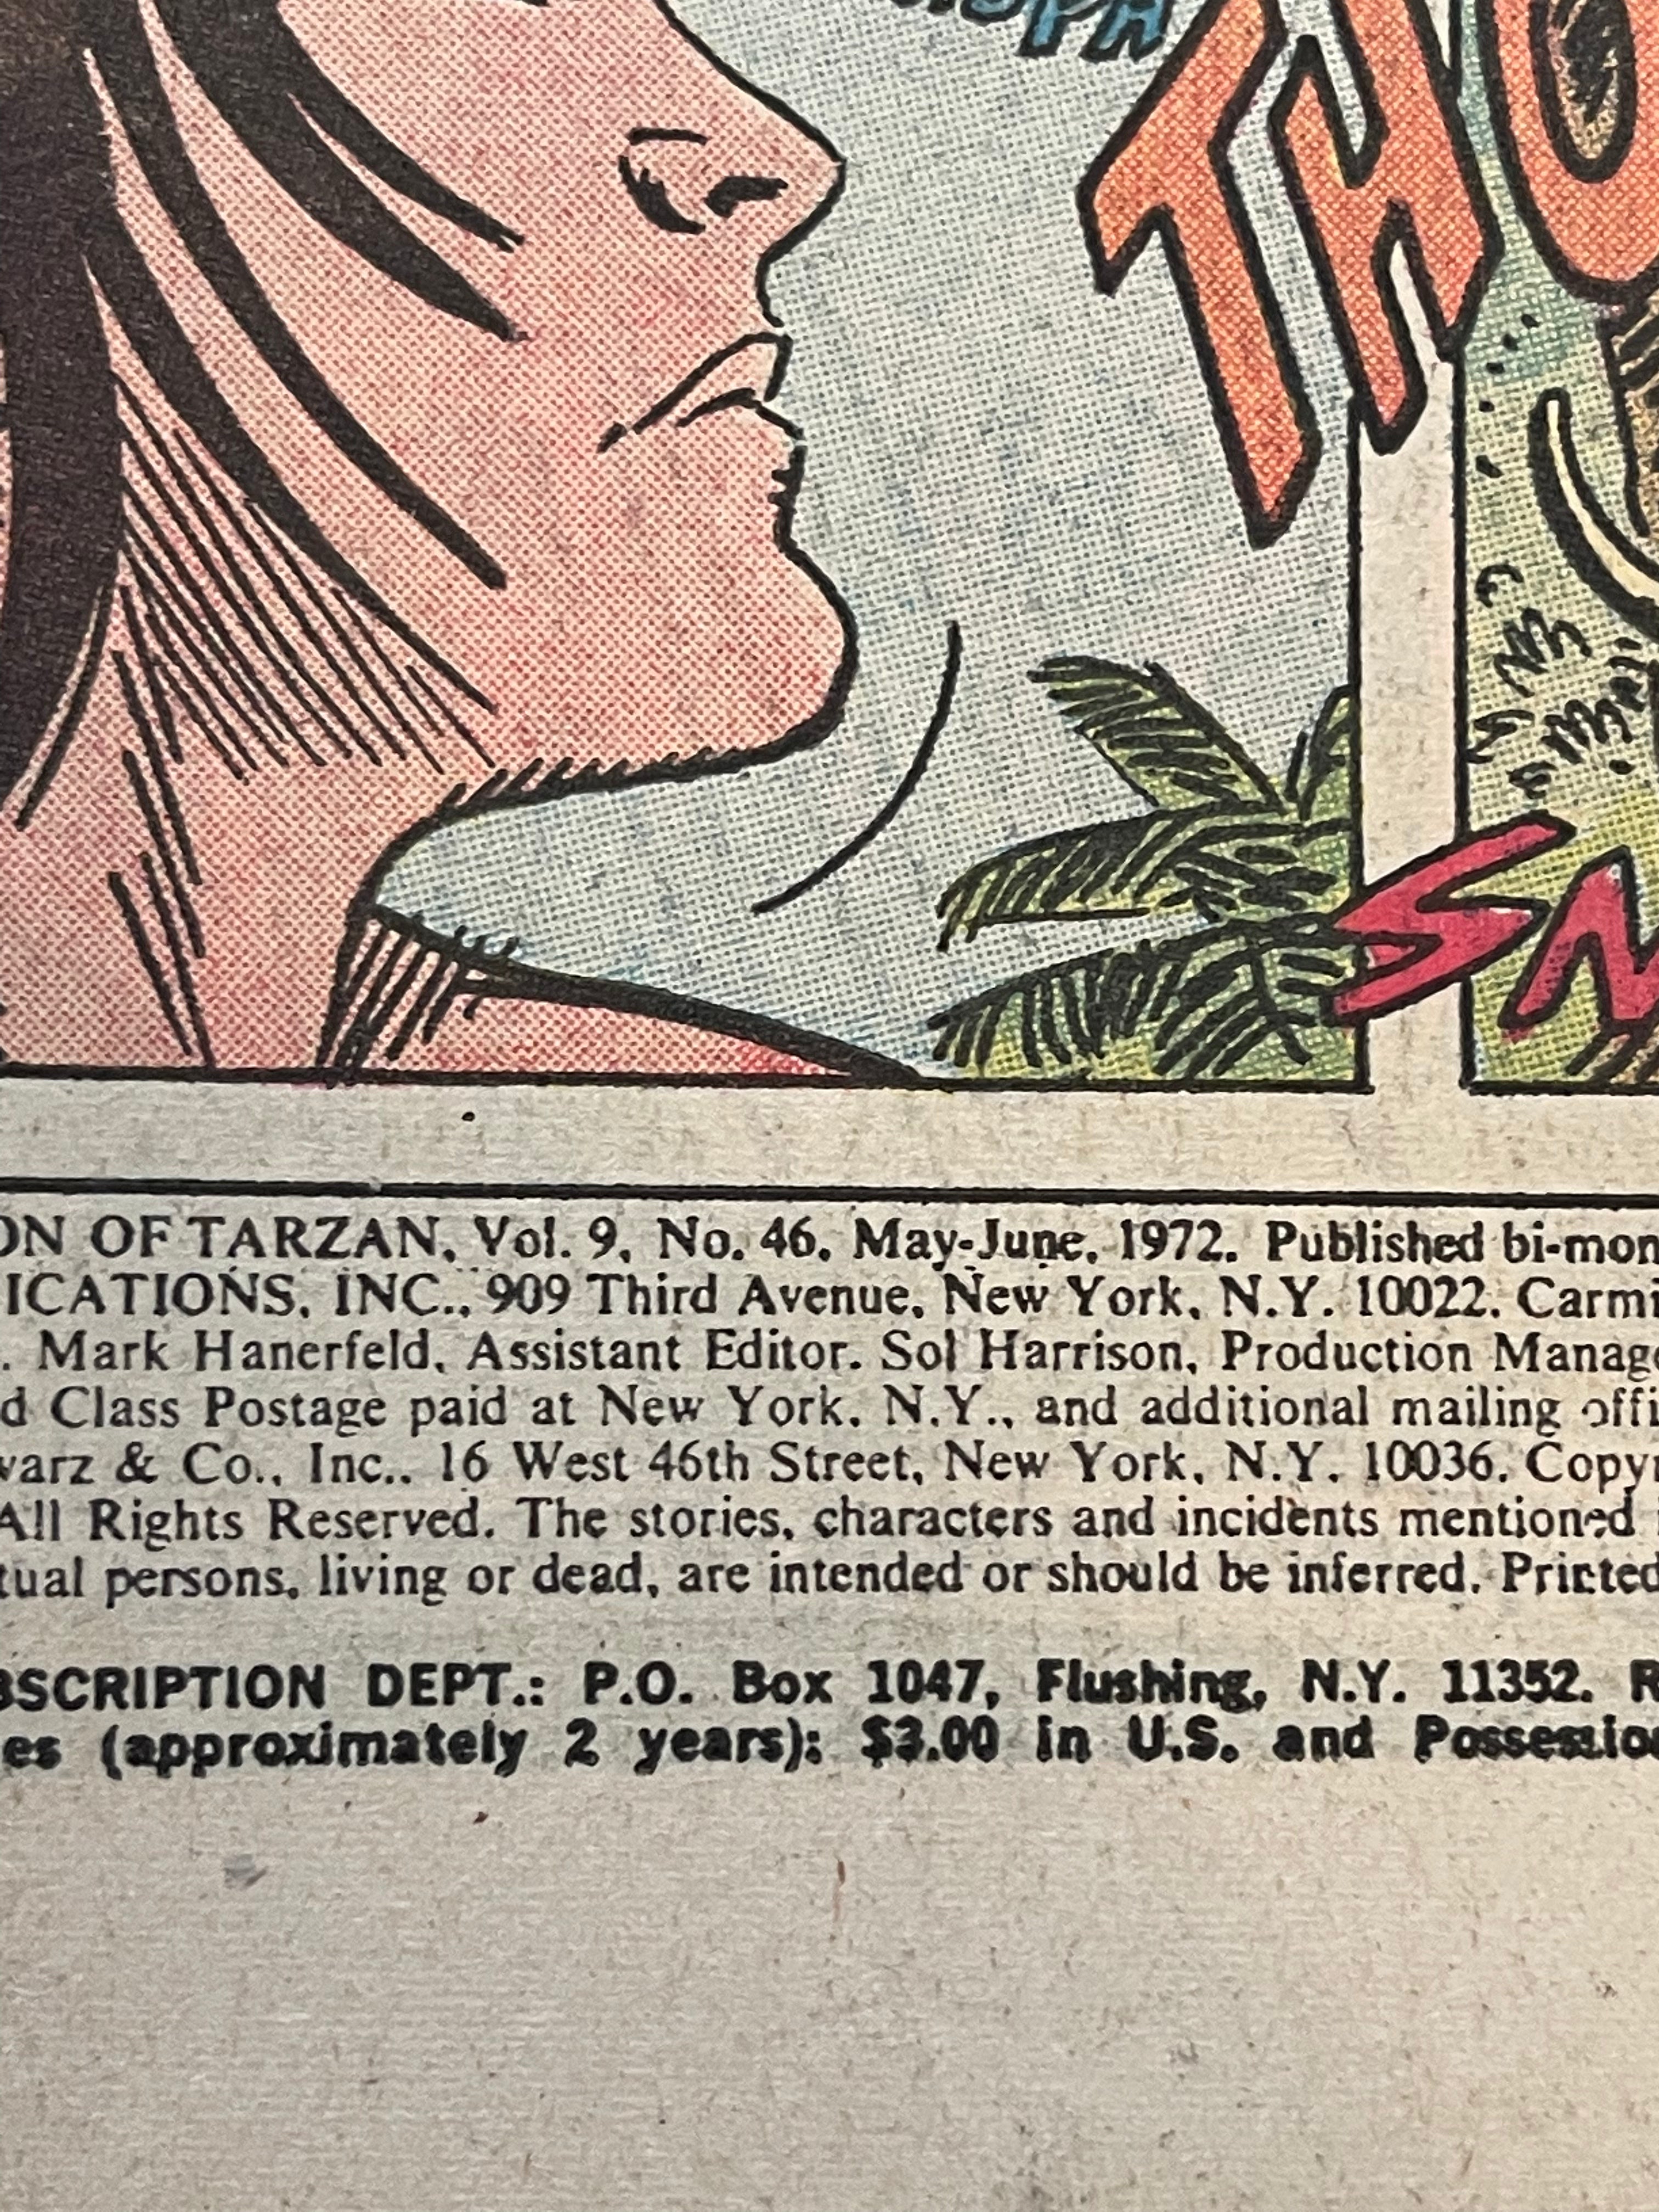 THO
SN
ON OF TARZAN, Vol. 9, No. 46, May-June, 1972. Published bi-mon
ICATIONS, INC., 909 Third Avenue, New York, N.Y. 10022. Carmi
. Mark Hanerfeld, Assistant Editor. Sol Harrison, Production Manage
d Class Postage paid at New York, N.Y., and additional mailing offi
warz & Co., Inc., 16 West 46th Street, New York, N.Y. 10036. Copyr
All Rights Reserved. The stories, characters and incidents mentioned i
tual persons, living or dead, are intended or should be inferred. Printed
BSCRIPTION DEPT.: P.O. Box 1047, Flushing, N.Y. 11352. R
es (approximately 2 years): $3.00 in U.S. and Possession